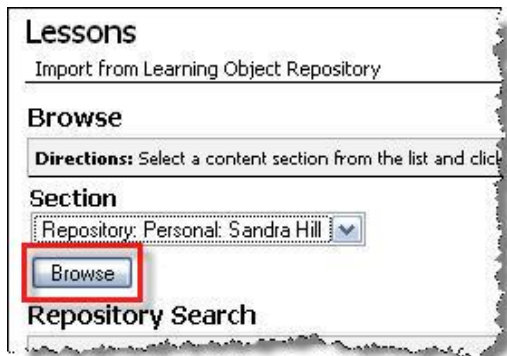 Lessons
Import from Learning Object Repository
Browse
Directions: Select a content section from the list and click
Section
Repository: Personal: Sandra Hill
Browse
Repository Search